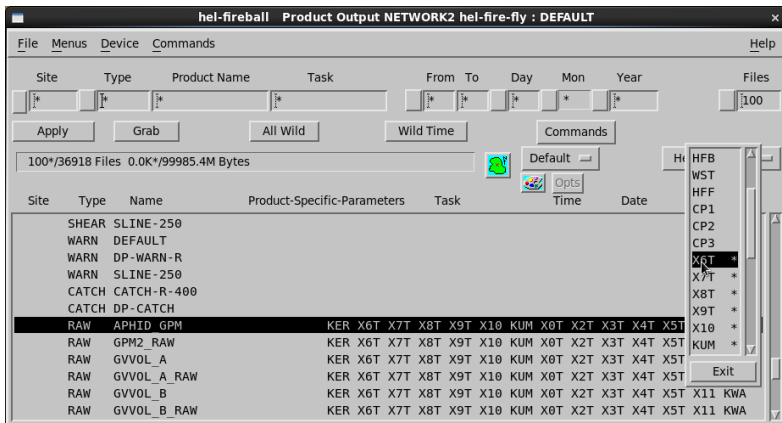 hel-fireball Product Output NETWORK2 hel-fire-fly : DEFAULT ×
File Menus Device Commands Help
Site Type Product Name Task From To Day Mon Year Files
* * * * * * * * * 100
Apply Grab All Wild Wild Time Commands
100*/36918 Files 0.0K*/99985.4M Bytes Default He
Opts
Site Type Name Product-Specific-Parameters Task Time Date
SHEAR SLINE-250
WARN DEFAULT
WARN DP-WARN-R
WARN SLINE-250
CATCH CATCH-R-400
CATCH DP-CATCH
RAW APHID_GPM KER X6T X7T X8T X9T X10 KUM X0T X2T X3T X4T X5T
RAW GPM2_RAW KER X6T X7T X8T X9T X10 KUM X0T X2T X3T X4T X5T
RAW GVVOL_A KER X6T X7T X8T X9T X10 KUM X0T X2T X3T X4T X5T
RAW GVVOL_A_RAW KER X6T X7T X8T X9T X10 KUM X0T X2T X3T X4T X5T
RAW GVVOL_B KER X6T X7T X8T X9T X10 KUM X0T X2T X3T X4T X5T X11 KWA
RAW GVVOL_B_RAW KER X6T X7T X8T X9T X10 KUM X0T X2T X3T X4T X5T X11 KWA
HFB
WST
HFF
CP1
CP2
CP3
X6T *
X7T *
X8T *
X9T *
X10 *
KUM *
Exit